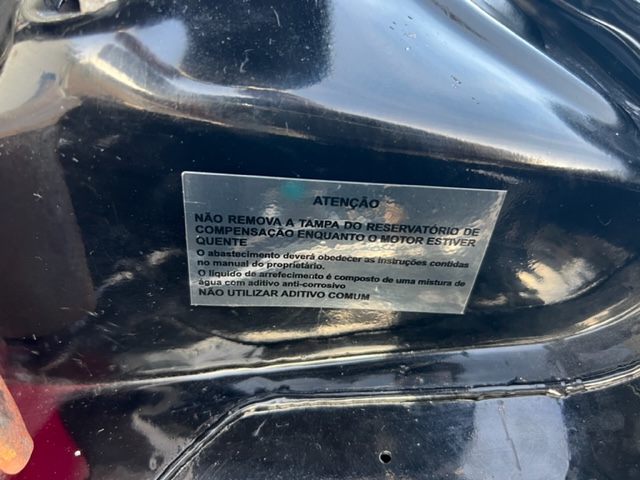 ATENÇÃO
NÃO REMOVA A TAMPA DO RESERVATÓRIO DE
COMPENSAÇÃO ENQUANTO O MOTOR ESTIVER
QUENTE
O abastecimento deverá obedecer as instruções contidas
no manual do proprietário.
O líquido de arrefecimento é composto de uma mistura de
água com aditivo anti-corrosivo
NÃO UTILIZAR ADITIVO COMUM